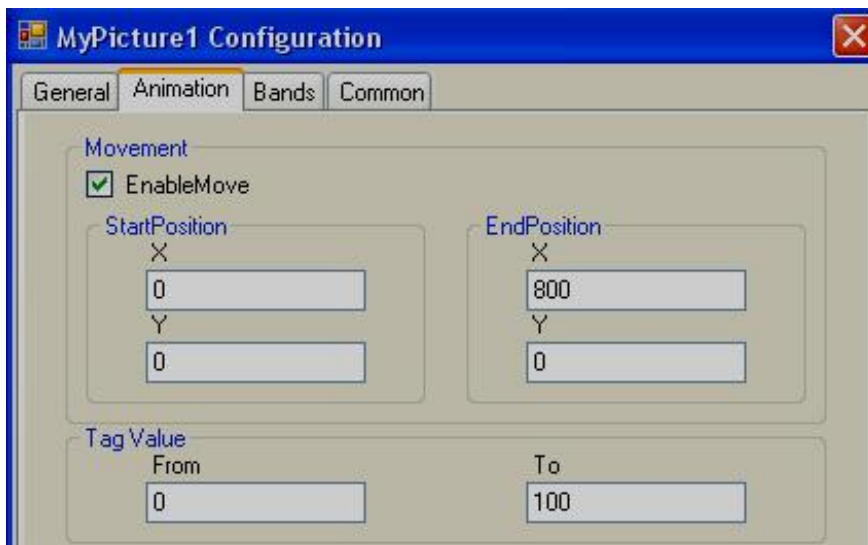 MyPicture1 Configuration
General Animation Bands Common
Movement
EnableMove
StartPosition EndPosition
X X
0 800
Y Y
0 0
Tag Value
From To
0 100